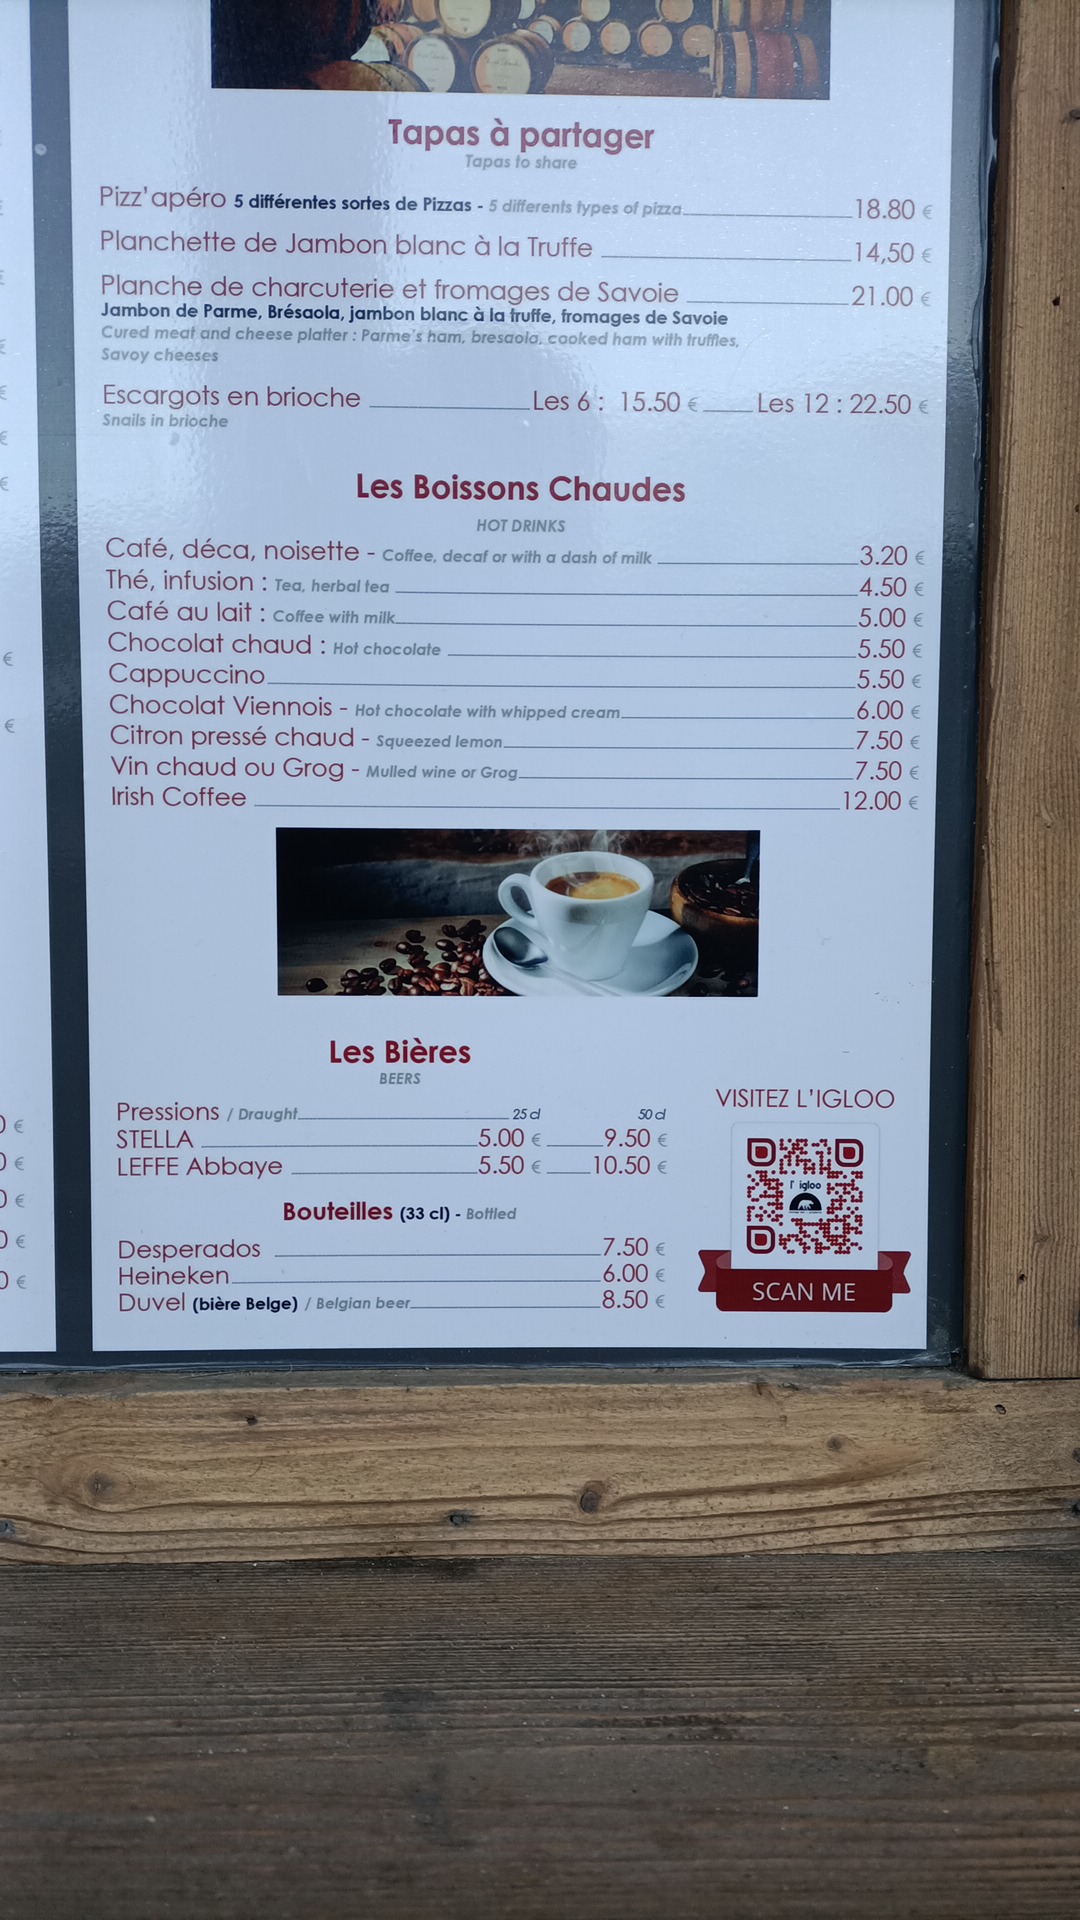 Tapas à partager
Tapas to share
Pizz'apéro 5 différentes sortes de Pizzas - 5 differents types of pizza 18.80 €
Planchette de Jambon blanc à la Truffe 14,50 €
Planche de charcuterie et fromages de Savoie 21.00 €
Jambon de Parme, Brésaola, jambon blanc à la truffe, fromages de Savoie
Cured meat and cheese platter : Parme's ham, bresaola, cooked ham with truffles,
Savoy cheeses
Escargots en brioche Les 6 : 15.50 € Les 12 : 22.50 €
Snails in brioche
Les Boissons Chaudes
HOT DRINKS
Café, déca, noisette - Coffee, decaf or with a dash of milk 3.20 €
Thé, infusion : Tea, herbal tea 4.50 €
Café au lait : Coffee with milk 5.00 €
Chocolat chaud : Hot chocolate 5.50 €
Cappuccino 5.50 €
Chocolat Viennois - Hot chocolate with whipped cream 6.00 €
Citron pressé chaud - Squeezed lemon 7.50 €
Vin chaud ou Grog - Mulled wine or Grog 7.50 €
Irish Coffee 12.00 €
Les Bières
BEERS
Pressions / Draught 25 cl 50 cl
STELLA 5.00 € 9.50 €
LEFFE Abbaye 5.50 € 10.50 €
Bouteilles (33 cl) - Bottled
Desperados 7.50 €
Heineken 6.00 €
Duvel (bière Belge) / Belgian beer 8.50 €
VISITEZ L'IGLOO
l' igloo
SCAN ME